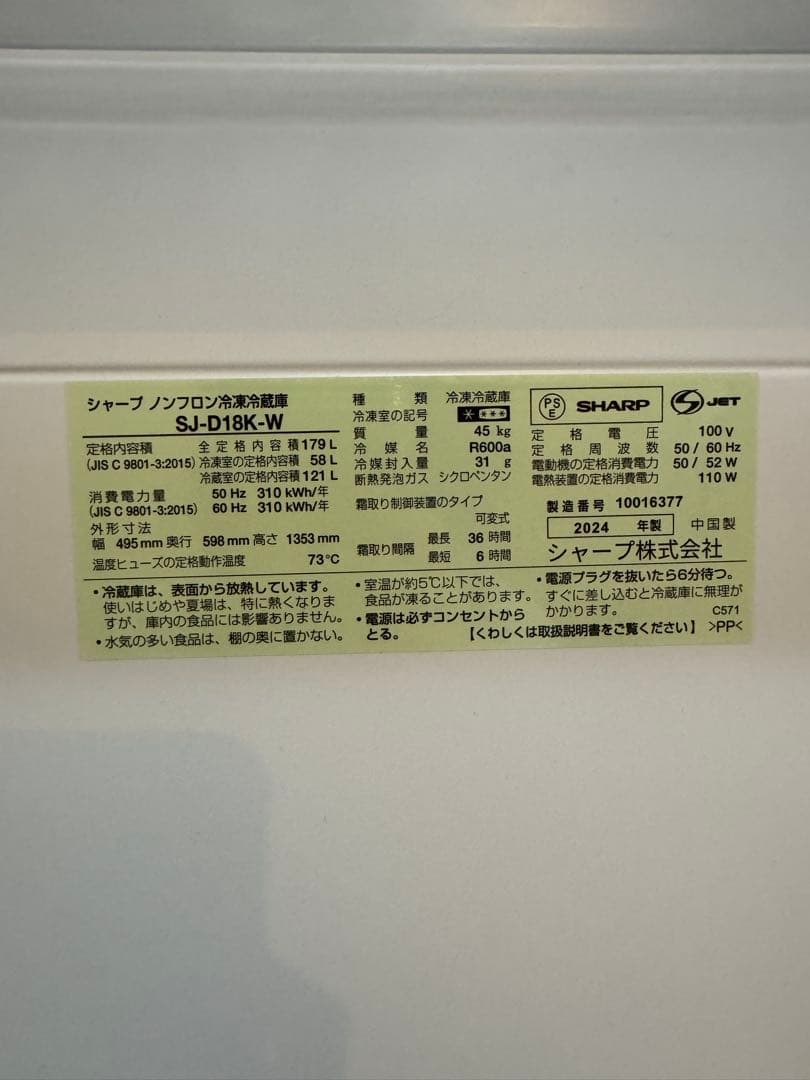 シャープ ノンフロン冷凍冷蔵庫
SJ-D18K-W
定格内容積 全定格内容積 179 L
(JIS C 9801-3:2015) 冷凍室の定格内容積 58 L
冷蔵室の定格内容積 121 L
消費電力量 50 Hz 310 kWh/年
(JIS C 9801-3:2015) 60 Hz 310 kWh/年
外形寸法
幅 495 mm 奥行 598 mm 高さ 1353 mm
温度ヒューズの定格動作温度 73℃
種類 冷凍冷蔵庫
冷凍室の記号
質量 45 kg
冷媒名 R600a
冷媒封入量 31 g
断熱発泡ガス シクロペンタン
霜取り制御装置のタイプ
可変式
霜取り間隔 最長 36 時間
最短 6 時間
PSE SHARP JET
定格電圧 100 V
定格周波数 50 / 60 Hz
電動機の定格消費電力 50 / 52 W
電熱装置の定格消費電力 110 W
製造番号 10016377
2024 年製 中国製
シャープ株式会社
・冷蔵庫は、表面から放熱しています。
使いはじめや夏場は、特に熱くなりま
すが、庫内の食品には影響ありません。
・水気の多い食品は、棚の奥に置かない。
・室温が約5℃以下では、
食品が凍ることがあります。
・電源は必ずコンセントから
とる。
・電源プラグを抜いたら6分待つ。
すぐに差し込むと冷蔵庫に無理が
かかります。 C571
【くわしくは取扱説明書をご覧ください】 >PP<